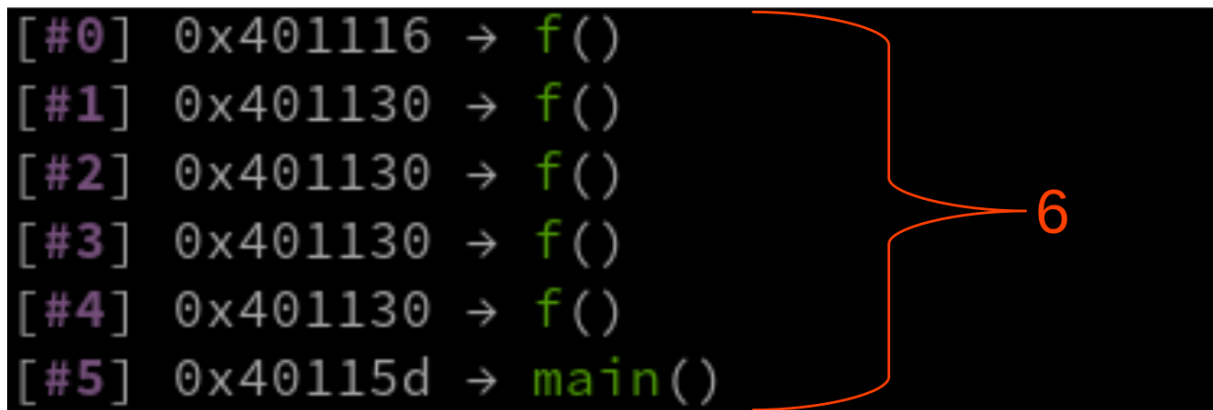 [#0] 0x401116 → f()
[#1] 0x401130 → f()
[#2] 0x401130 → f()
[#3] 0x401130 → f()
[#4] 0x401130 → f()
[#5] 0x40115d → main()
6